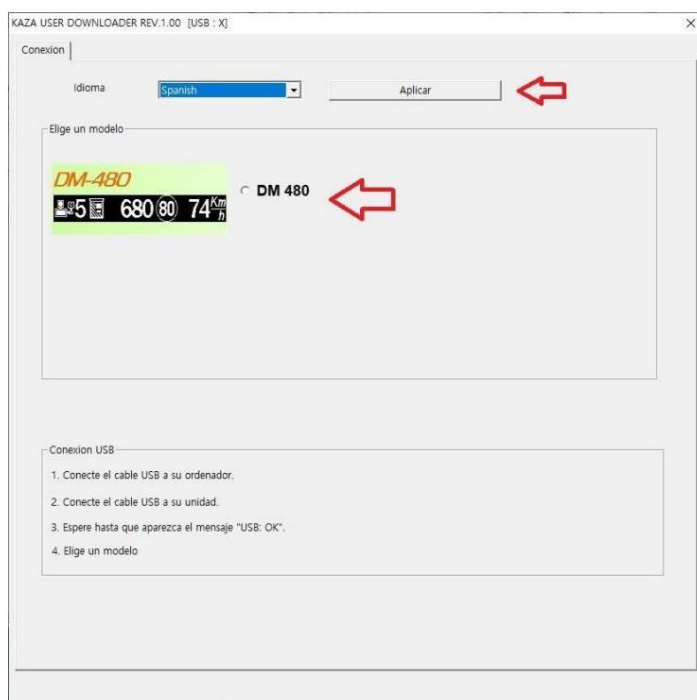 KAZA USER DOWNLOADER REV.1.00 [USB : X]
Conexion
Idioma Spanish Aplicar
Elige un modelo
DM-480
5 680 80 74 Km/h
DM 480
Conexion USB
1. Conecte el cable USB a su ordenador.
2. Conecte el cable USB a su unidad.
3. Espere hasta que aparezca el mensaje "USB: OK".
4. Elige un modelo